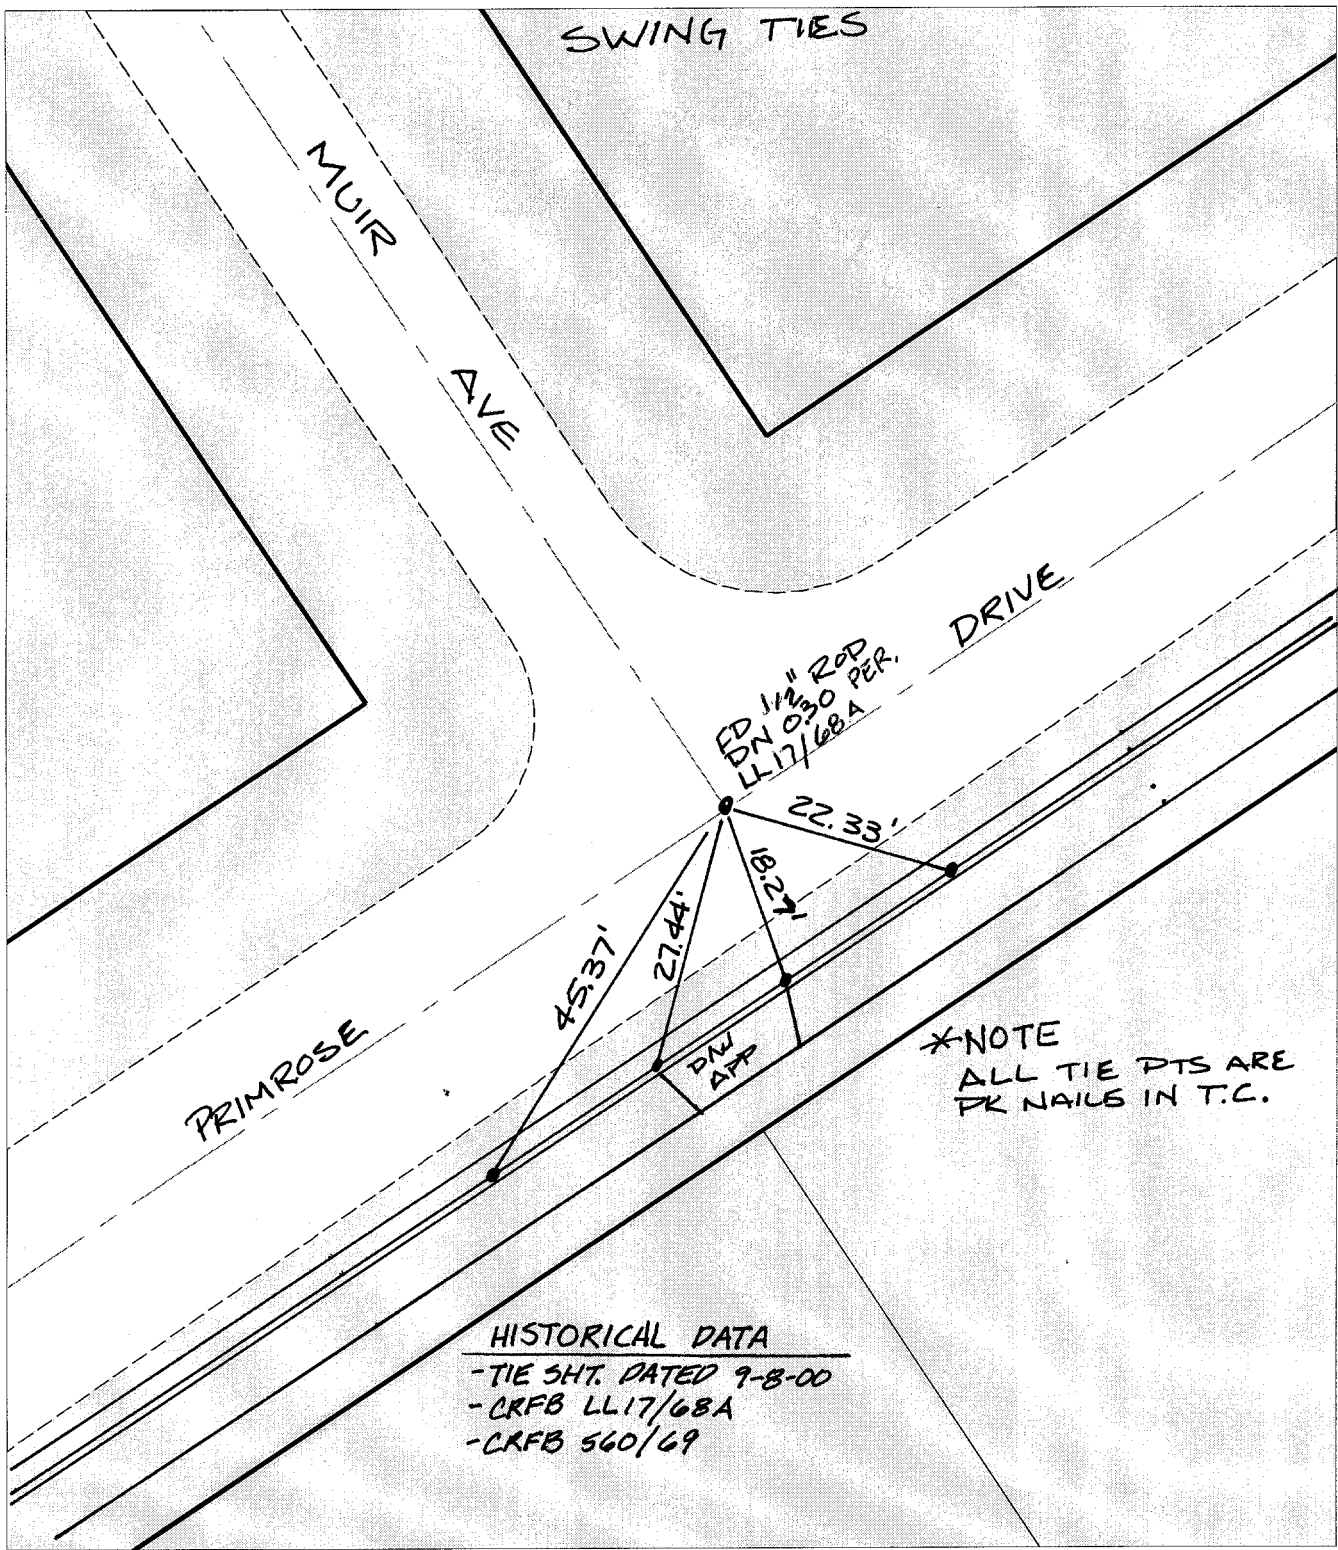 SWING TIES
MUIR
AVE
DRIVE
FD 1/2" ROD
DN 0.30 PER.
LL17/68A
22.33'
18.27'
27.44'
45.37'
PRIMROSE
D/W
APP
*NOTE
ALL TIE PTS ARE
PK NAILS IN T.C.
HISTORICAL DATA
-TIE SHT. DATED 9-8-00
-CRFB LL17/68A
-CRFB 560/69